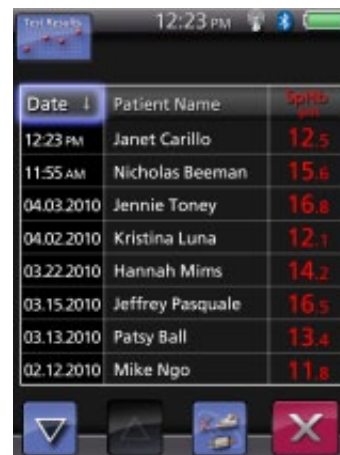 Test Results
12:23 PM
Date ↓ Patient Name SpHb
12:23 PM Janet Carillo 12.5
11:55 AM Nicholas Beeman 15.6
04.03.2010 Jennie Toney 16.8
04.02.2010 Kristina Luna 12.1
03.22.2010 Hannah Mims 14.2
03.15.2010 Jeffrey Pasquale 16.5
03.13.2010 Patsy Ball 13.4
02.12.2010 Mike Ngo 11.8